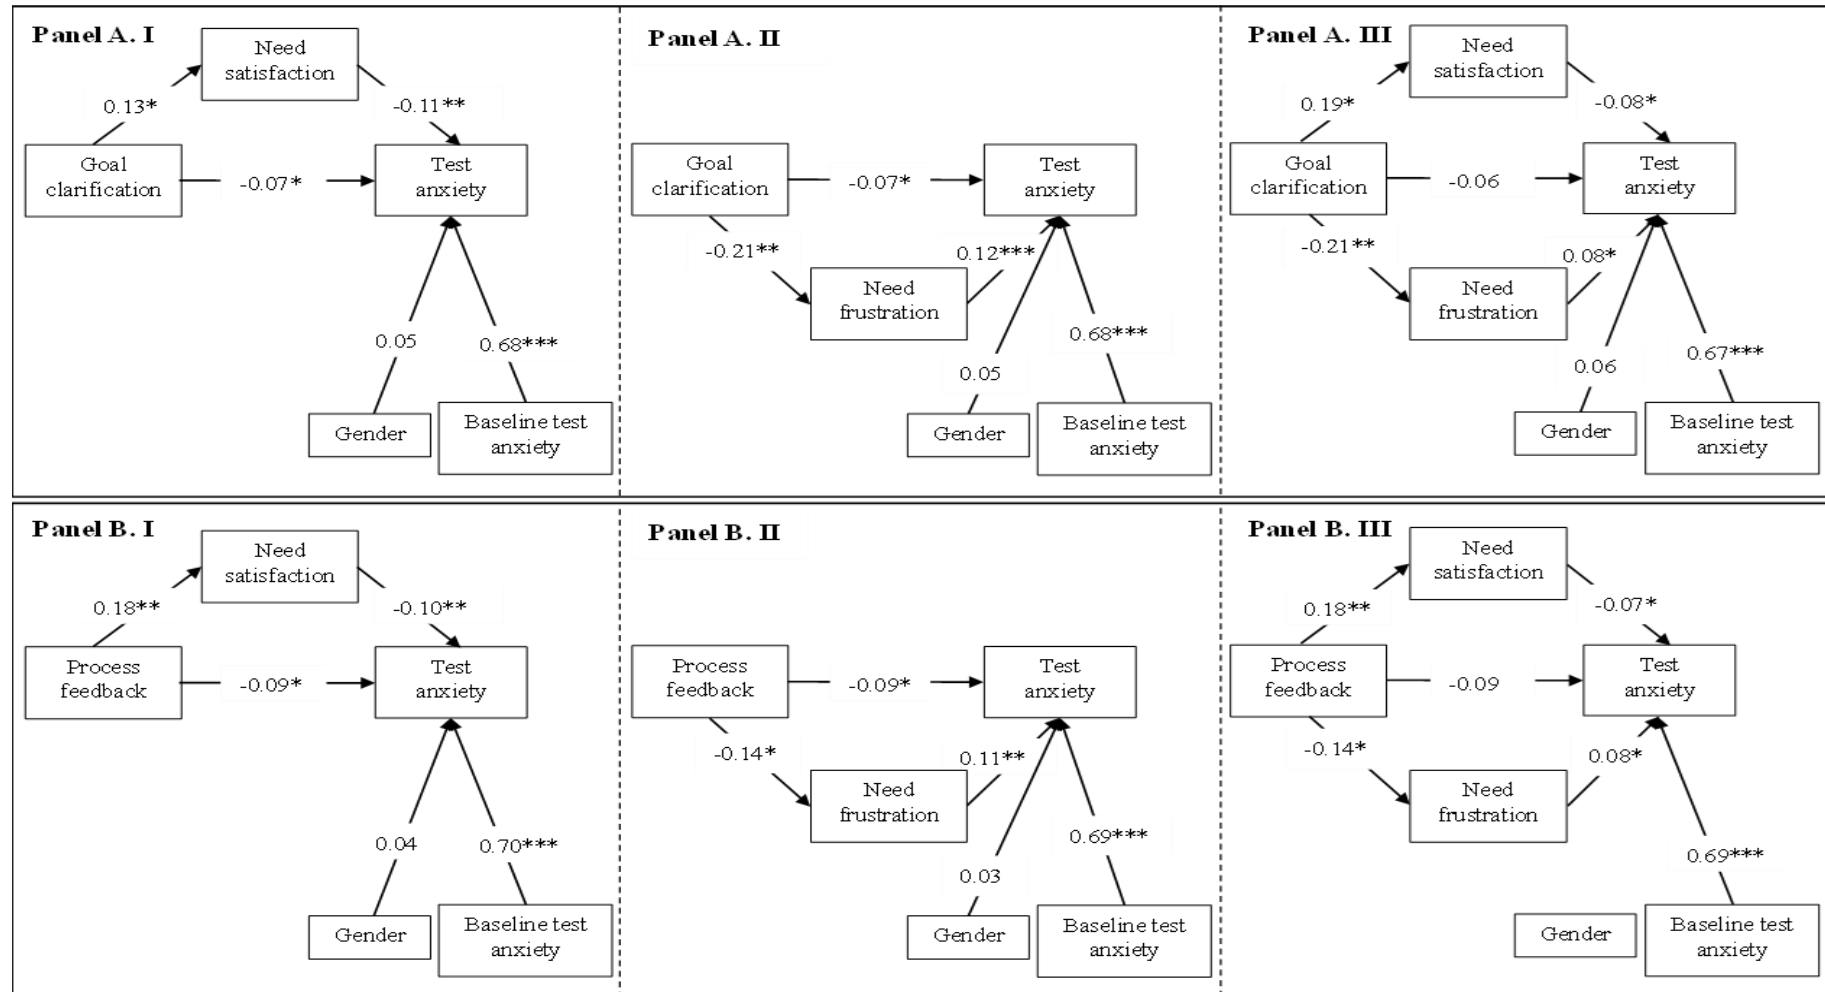 Panel A. I
Need
satisfaction
0.13*
-0.11**
Goal
clarification
-0.07*
Test
anxiety
0.05
0.68***
Gender
Baseline test
anxiety
Panel A. II
Goal
clarification
-0.07*
Test
anxiety
-0.21**
0.12***
Need
frustration
0.68***
0.05
Gender
Baseline test
anxiety
Panel A. III
Need
satisfaction
0.19*
-0.08*
Goal
clarification
-0.06
Test
anxiety
-0.21**
0.08*
Need
frustration
0.06
0.67***
Gender
Baseline test
anxiety
Panel B. I
Need
satisfaction
0.18**
-0.10**
Process
feedback
-0.09*
Test
anxiety
0.04
0.70***
Gender
Baseline test
anxiety
Panel B. II
Process
feedback
-0.09*
Test
anxiety
-0.14*
0.11**
Need
frustration
0.69***
0.03
Gender
Baseline test
anxiety
Panel B. III
Need
satisfaction
0.18**
-0.07*
Process
feedback
-0.09
Test
anxiety
-0.14*
0.08*
Need
frustration
0.69***
Gender
Baseline test
anxiety